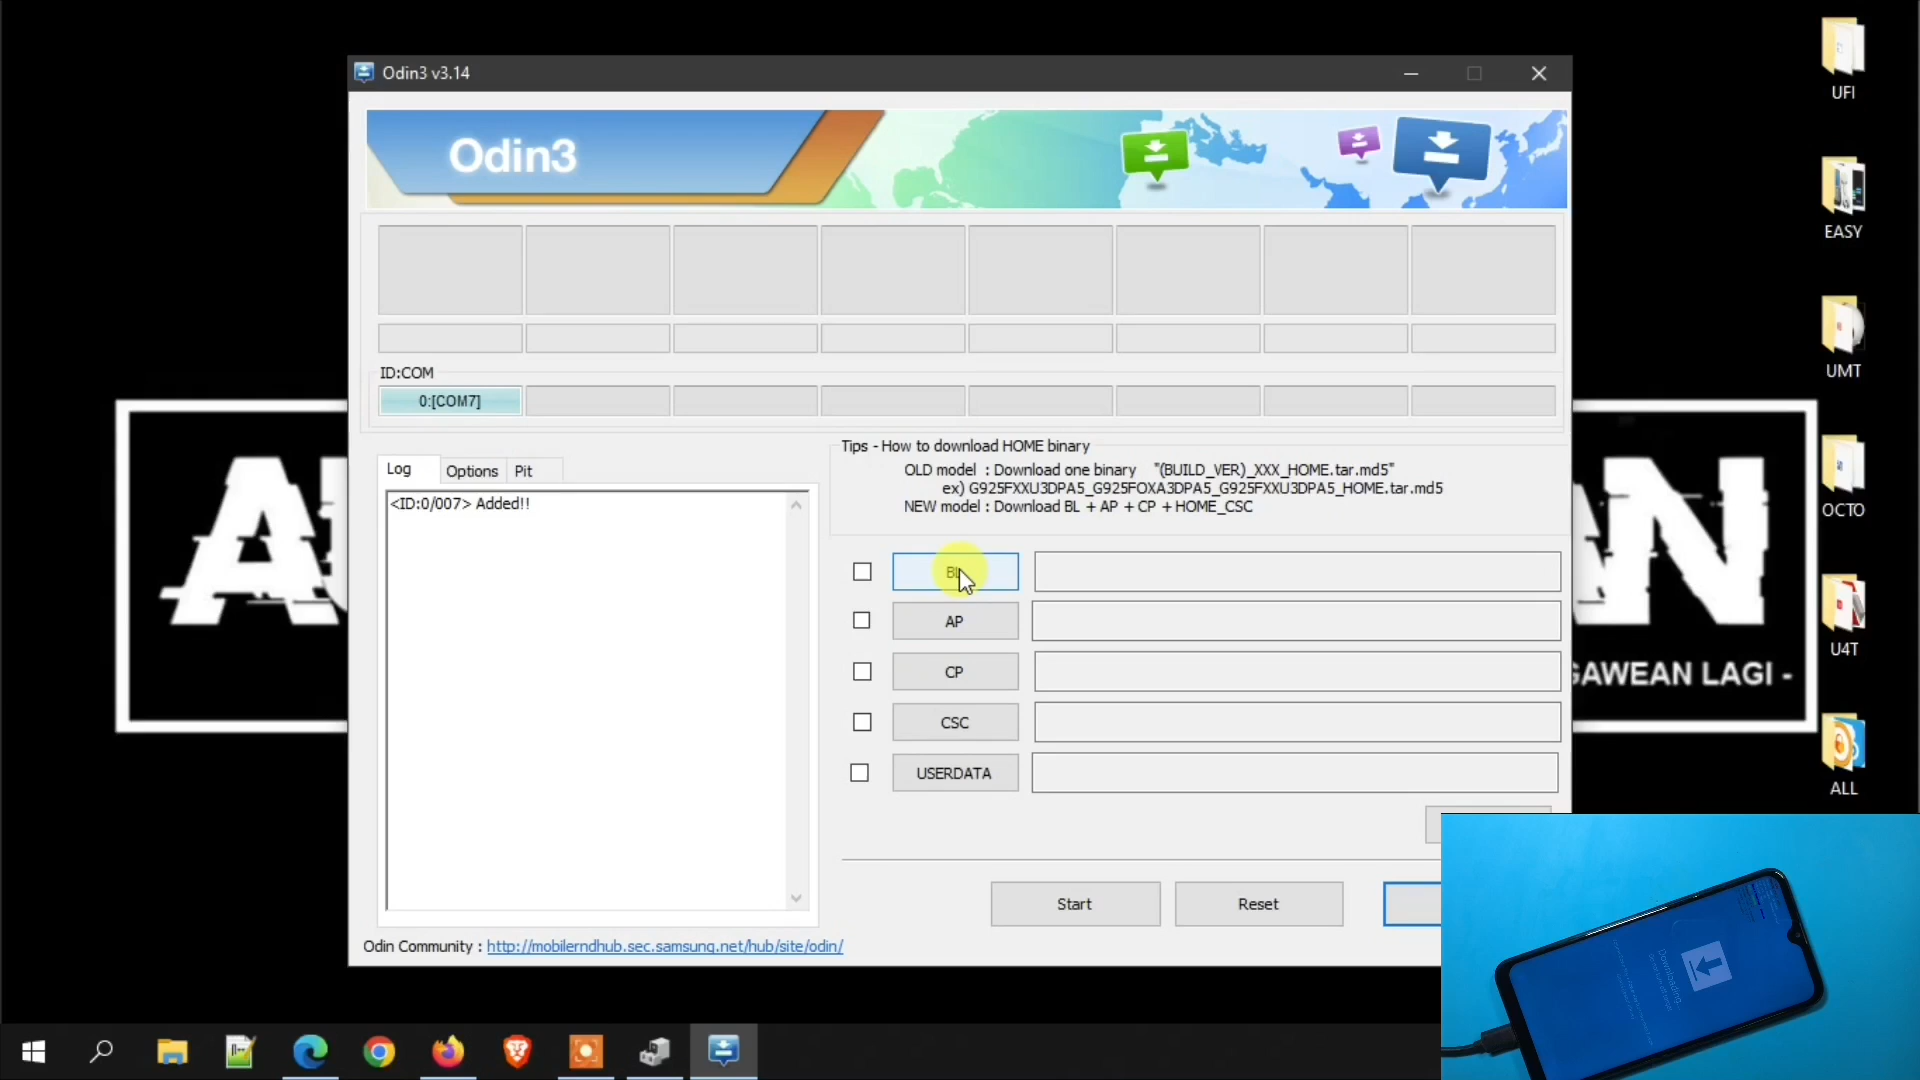 Odin3 v3.14
UFI
Odin3
EASY
UMT
ID:COM
0:[COM7]
Log
Options
Pit
<ID:0/007> Added!!
Tips - How to download HOME binary
OLD model : Download one binary "(BUILD_VER)_XXX_HOME.tar.md5"
ex) G925FXXU3DPA5_G925FOXA3DPA5_G925FXXU3DPA5_HOME.tar.md5
NEW model : Download BL + AP + CP + HOME_CSC
OCTO
AP
CP
CSC
USERDATA
U4T
GAWEAN LAGI -
ALL
Start
Reset
Odin Community : http://mobilerndhub.sec.samsung.net/hub/site/odin/
Downloading...